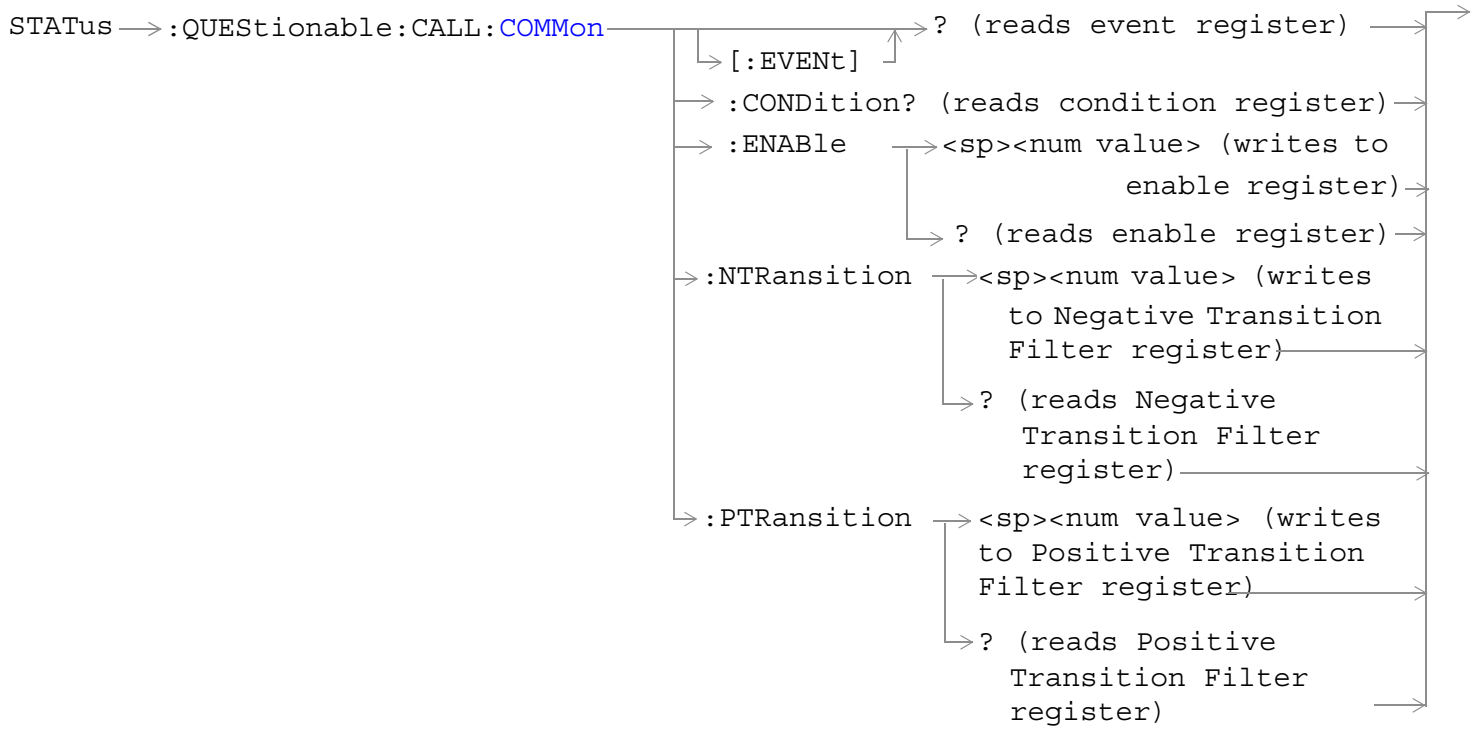 STATus :QUEStionable:CALL:COMMon ? (reads event register)
[:EVENt]
:CONDition? (reads condition register)
:ENABle <sp><num value> (writes to
enable register)
? (reads enable register)
:NTRansition <sp><num value> (writes
to Negative Transition
Filter register)
? (reads Negative
Transition Filter
register)
:PTRansition <sp><num value> (writes
to Positive Transition
Filter register)
? (reads Positive
Transition Filter
register)